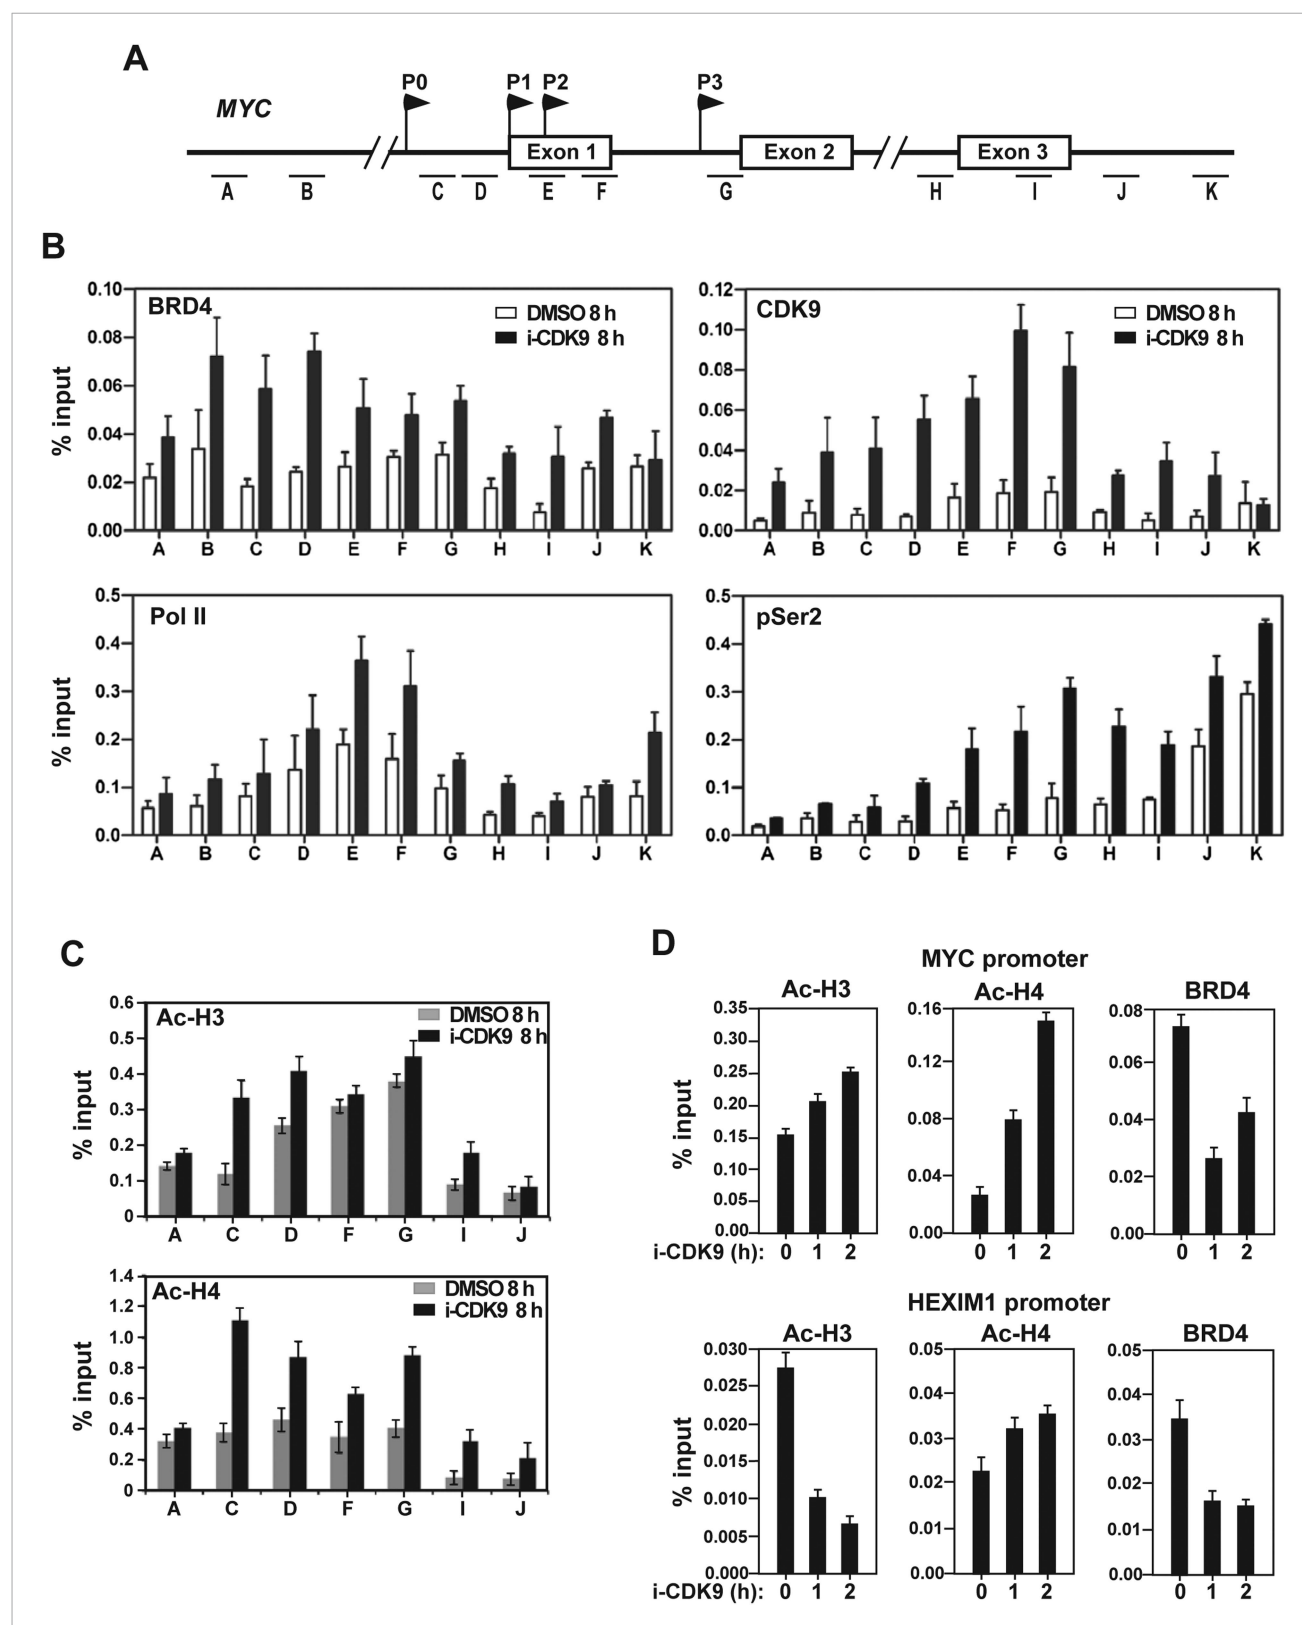 A
P0 P1 P2 P3
MYC
Exon 1 Exon 2 Exon 3
A B C D E F G H I J K
B
BRD4
DMSO 8 h
i-CDK9 8 h
% input
0.10
0.08
0.06
0.04
0.02
0.00
A B C D E F G H I J K
CDK9
DMSO 8 h
i-CDK9 8 h
0.12
0.10
0.08
0.06
0.04
0.02
0.00
A B C D E F G H I J K
Pol II
% input
0.5
0.4
0.3
0.2
0.1
0.0
A B C D E F G H I J K
pSer2
0.5
0.4
0.3
0.2
0.1
0.0
A B C D E F G H I J K
C
Ac-H3
DMSO 8 h
i-CDK9 8 h
% input
0.6
0.5
0.4
0.3
0.2
0.1
0
A C D F G I J
Ac-H4
DMSO 8 h
i-CDK9 8 h
% input
1.4
1.2
1.0
0.8
0.6
0.4
0.2
0
A C D F G I J
D
MYC promoter
Ac-H3
% input
0.35
0.30
0.25
0.20
0.15
0.10
0.05
0.00
Ac-H4
0.16
0.12
0.08
0.04
0.00
BRD4
0.08
0.06
0.04
0.02
0.00
i-CDK9 (h): 0 1 2 0 1 2 0 1 2
HEXIM1 promoter
Ac-H3
% input
0.030
0.025
0.020
0.015
0.010
0.005
0.000
Ac-H4
0.05
0.04
0.03
0.02
0.01
0.00
BRD4
0.05
0.04
0.03
0.02
0.01
0.00
i-CDK9 (h): 0 1 2 0 1 2 0 1 2